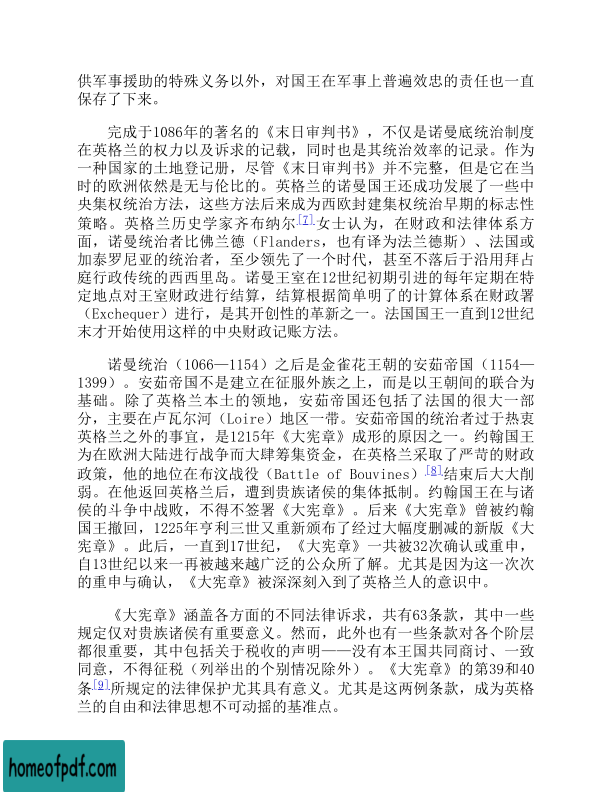 供军事援助的特殊义务以外，对国王在军事上普遍效忠的责任也一直
保存了下来。
完成于1086年的著名的《末日审判书》，不仅是诺曼底统治制度
在英格兰的权力以及诉求的记载，同时也是其统治效率的记录。作为
一种国家的土地登记册，尽管《末日审判书》并不完整，但是它在当
时的欧洲依然是无与伦比的。英格兰的诺曼国王还成功发展了一些中
央集权统治方法，这些方法后来成为西欧封建集权统治早期的标志性
策略。英格兰历史学家齐布纳尔[7]女士认为，在财政和法律体系方
面，诺曼统治者比佛兰德（Flanders，也有译为法兰德斯）、法国或
加泰罗尼亚的统治者，至少领先了一个时代，甚至不落后于沿用拜占
庭行政传统的西西里岛。诺曼王室在12世纪初期引进的每年定期在特
定地点对王室财政进行结算，结算根据简单明了的计算体系在财政署
（Exchequer）进行，是其开创性的革新之一。法国国王一直到12世纪
末才开始使用这样的中央财政记账方法。
诺曼统治（1066—1154）之后是金雀花王朝的安茹帝国（1154—
1399）。安茹帝国不是建立在征服外族之上，而是以王朝间的联合为
基础。除了英格兰本土的领地，安茹帝国还包括了法国的很大一部
分，主要在卢瓦尔河（Loire）地区一带。安茹帝国的统治者过于热衷
英格兰之外的事宜，是1215年《大宪章》成形的原因之一。约翰国王
为在欧洲大陆进行战争而大肆筹集资金，在英格兰采取了严苛的财政
政策，他的地位在布汶战役（Battle of Bouvines）[8]结束后大大削
弱。在他返回英格兰后，遭到贵族诸侯的集体抵制。约翰国王在与诸
侯的斗争中战败，不得不签署《大宪章》。后来《大宪章》曾被约翰
国王撤回，1225年亨利三世又重新颁布了经过大幅度删减的新版《大
宪章》。此后，一直到17世纪，《大宪章》一共被32次确认或重申，
自13世纪以来一再被越来越广泛的公众所了解。尤其是因为这一次次
的重申与确认，《大宪章》被深深刻入到了英格兰人的意识中。
《大宪章》涵盖各方面的不同法律诉求，共有63条款，其中一些
规定仅对贵族诸侯有重要意义。然而，此外也有一些条款对各个阶层
都很重要，其中包括关于税收的声明——没有本王国共同商讨、一致
同意，不得征税（列举出的个别情况除外）。《大宪章》的第39和40
条[9]所规定的法律保护尤其具有意义。尤其是这两例条款，成为英格
兰的自由和法律思想不可动摇的基准点。
homeofpdf.com